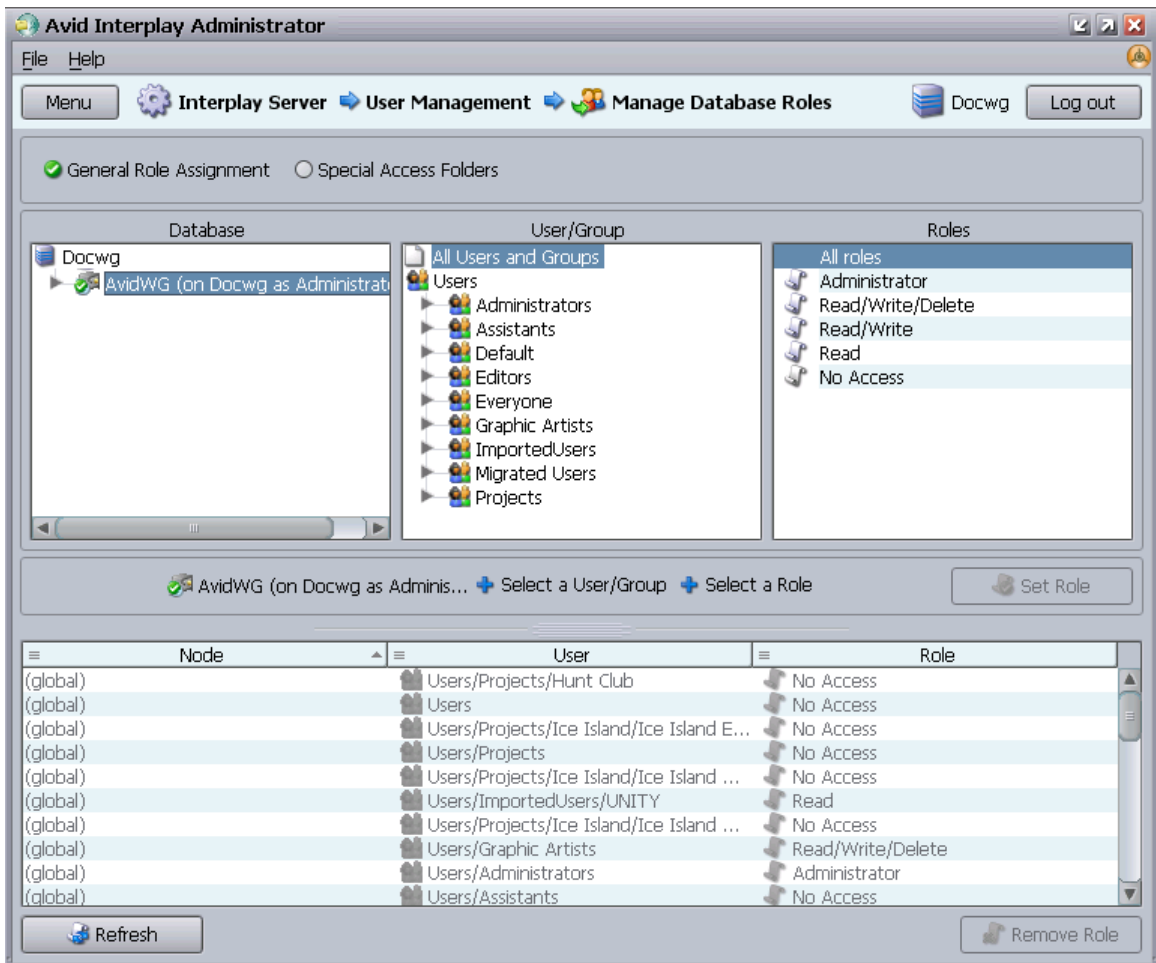 Avid Interplay Administrator
File Help
Menu Interplay Server User Management Manage Database Roles Docwg Log out
General Role Assignment Special Access Folders
Database
Docwg
AvidWG (on Docwg as Administrat
User/Group
All Users and Groups
Users
Administrators
Assistants
Default
Editors
Everyone
Graphic Artists
ImportedUsers
Migrated Users
Projects
Roles
All roles
Administrator
Read/Write/Delete
Read/Write
Read
No Access
AvidWG (on Docwg as Adminis... Select a User/Group Select a Role Set Role
Node User Role
(global) Users/Projects/Hunt Club No Access
(global) Users No Access
(global) Users/Projects/Ice Island/Ice Island E... No Access
(global) Users/Projects No Access
(global) Users/Projects/Ice Island/Ice Island ... No Access
(global) Users/ImportedUsers/UNITY Read
(global) Users/Projects/Ice Island/Ice Island ... No Access
(global) Users/Graphic Artists Read/Write/Delete
(global) Users/Administrators Administrator
(global) Users/Assistants No Access
Refresh Remove Role